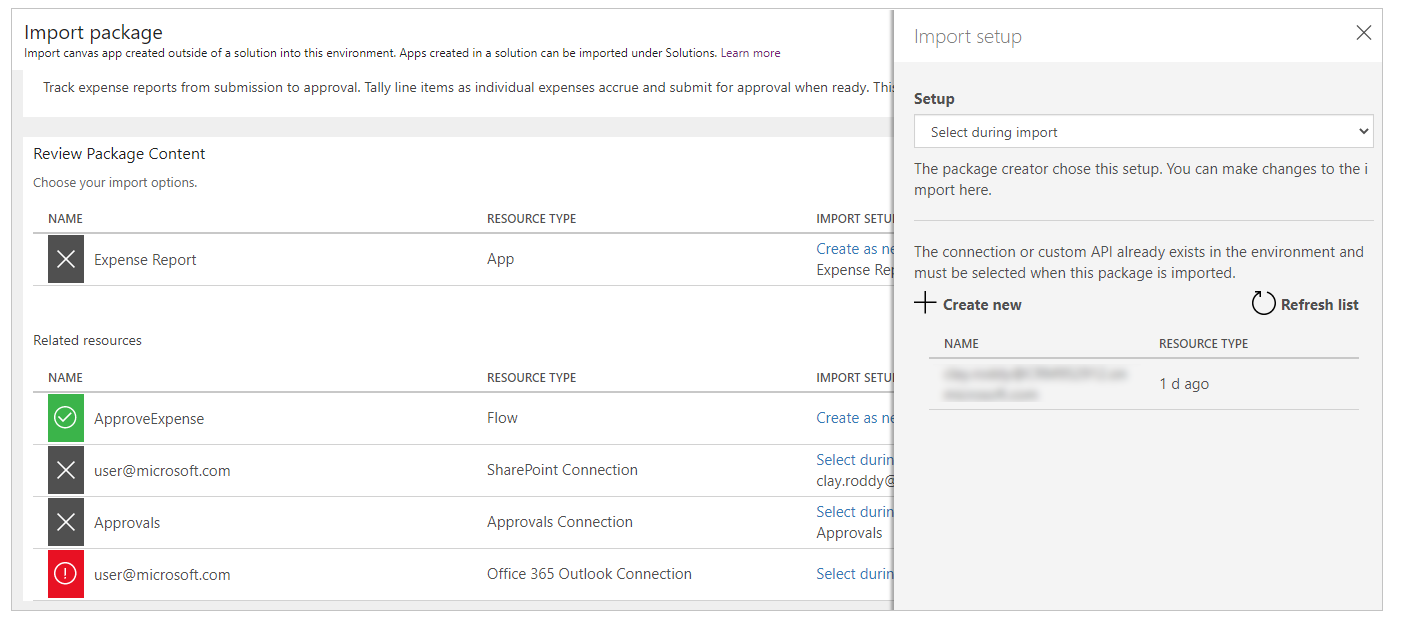 Import package
Import canvas app created outside of a solution into this environment. Apps created in a solution can be imported under Solutions. Learn more
Track expense reports from submission to approval. Tally line items as individual expenses accrue and submit for approval when ready. This
Review Package Content
Choose your import options.
NAME RESOURCE TYPE IMPORT SETU
Expense Report App Create as ne
Expense Rep
Related resources
NAME RESOURCE TYPE IMPORT SETU
ApproveExpense Flow Create as ne
user@microsoft.com SharePoint Connection Select durin
clay.roddy@
Approvals Approvals Connection Select durin
Approvals
user@microsoft.com Office 365 Outlook Connection Select durin
Import setup
Setup
Select during import
The package creator chose this setup. You can make changes to the i
mport here.
The connection or custom API already exists in the environment and
must be selected when this package is imported.
Create new Refresh list
NAME RESOURCE TYPE
1 d ago